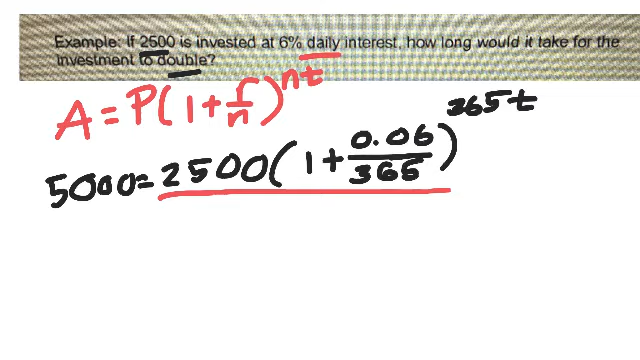 Example: If 2500 is invested at 6% daily interest, how long would it take for the
investment to double?
A = P(1 + r/n)^nt
5000 = 2500(1 + 0.06/365)^365t